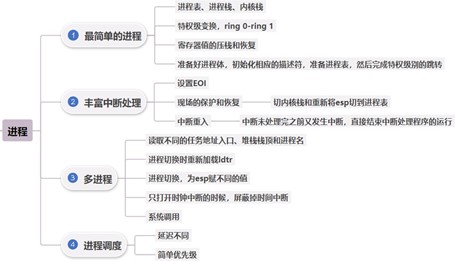 进程
1 最简单的进程
进程表、进程栈、内核栈
特权级变换，ring 0-ring 1
寄存器值的压栈和恢复
准备好进程体，初始化相应的描述符，准备进程表，然后完成特权级别的跳转
2 丰富中断处理
设置EOI
现场的保护和恢复 切内核栈和重新将esp切到进程表
中断重入 中断未处理完之前又发生中断，直接结束中断处理程序的运行
3 多进程
读取不同的任务地址入口、堆栈栈顶和进程名
进程切换时重新加载ldtr
进程切换，为esp赋不同的值
只打开时钟中断的时候，屏蔽掉时间中断
系统调用
4 进程调度
延迟不同
简单优先级